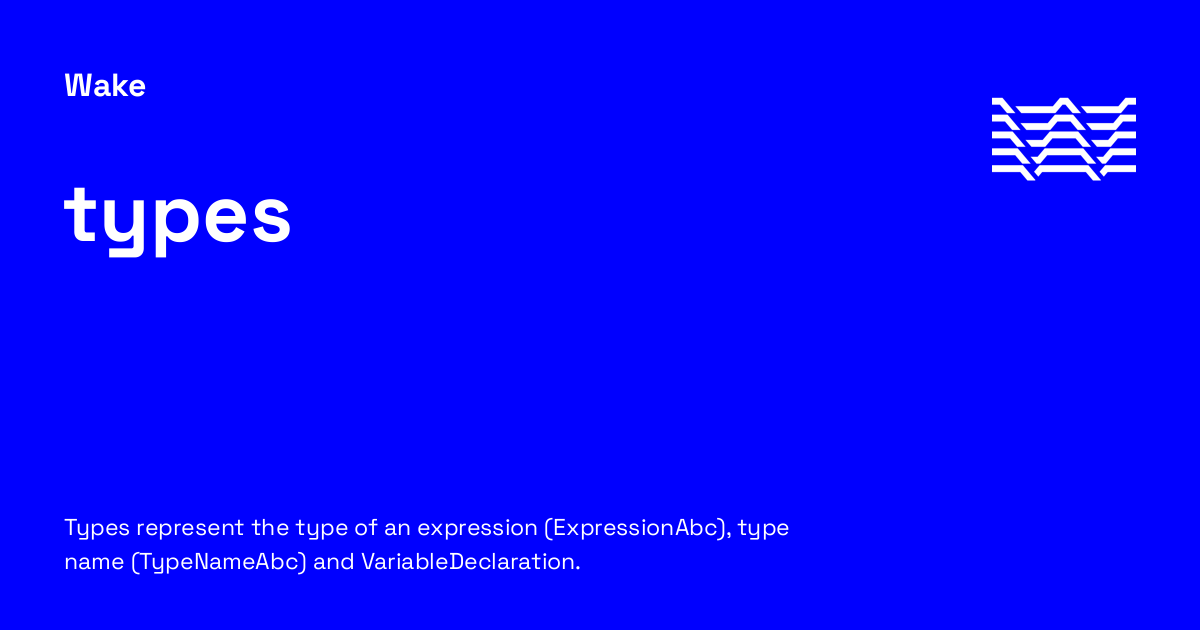 Wake
types
Types represent the type of an expression (ExpressionAbc), type
name (TypeNameAbc) and VariableDeclaration.